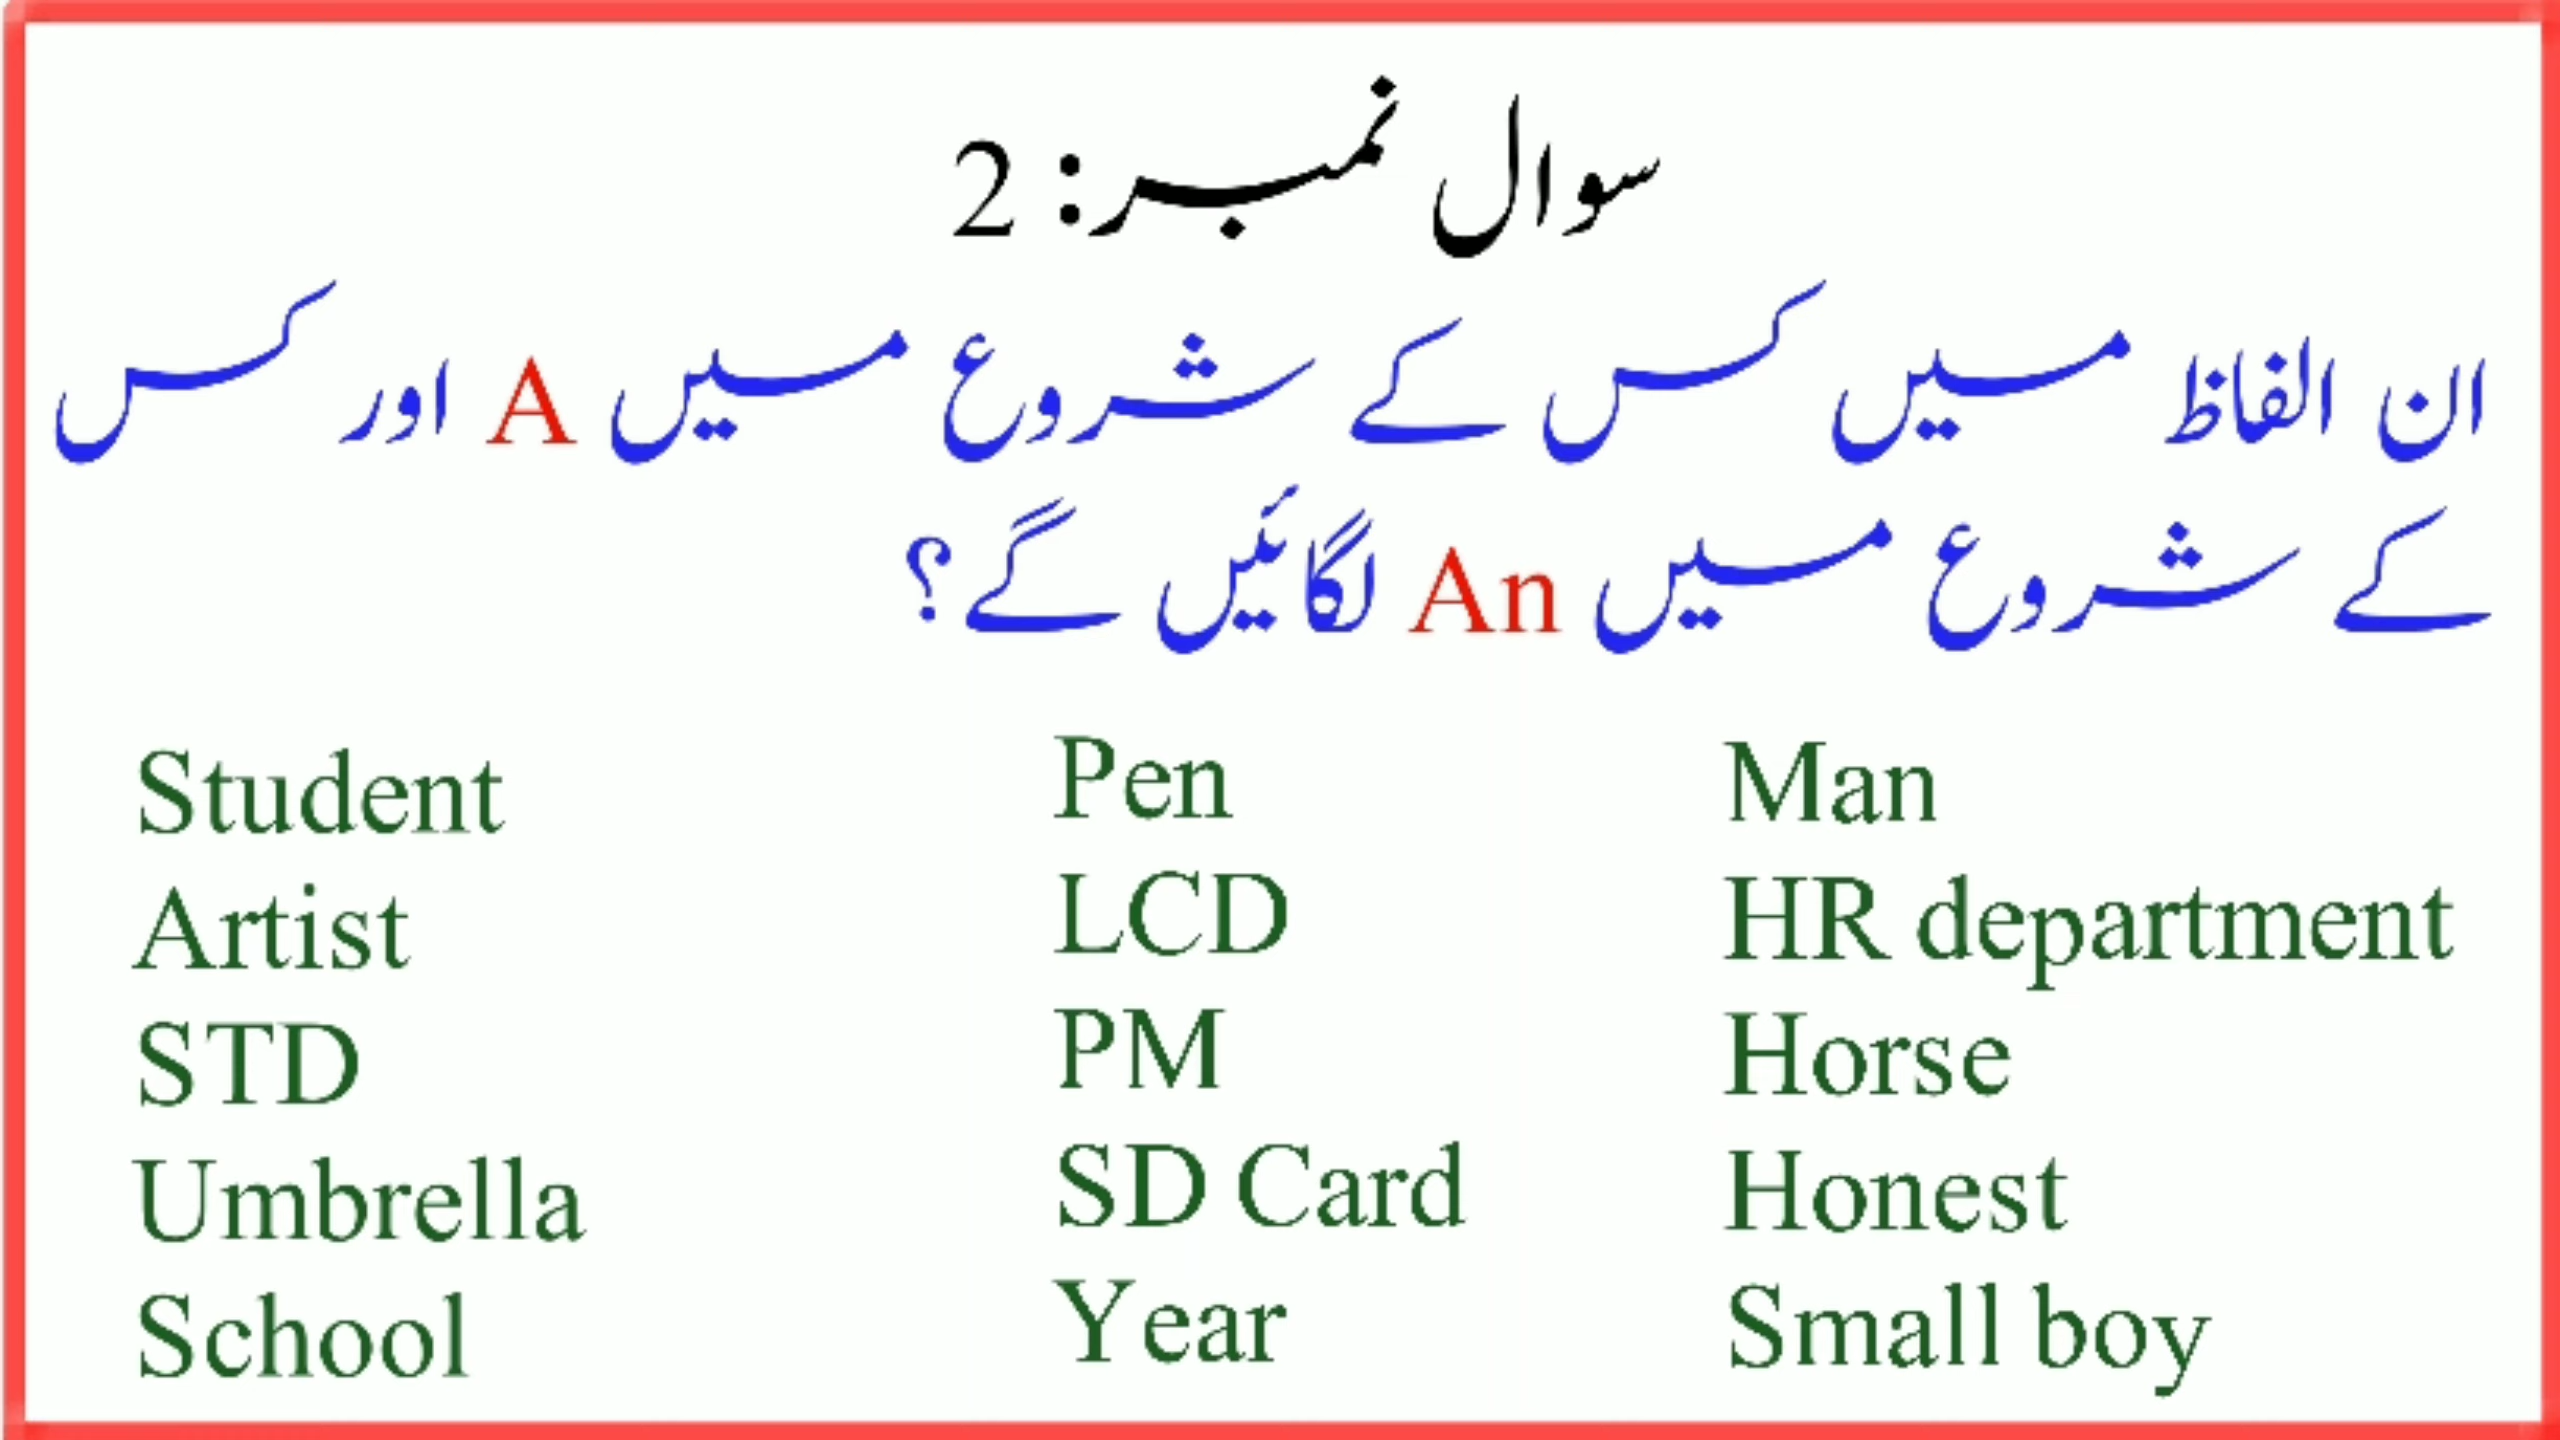 سوال نمبر: 2
ان الفاظ میں کس کے شروع میں A اور کس
کے شروع میں An لگائیں گے؟
Student Pen Man
Artist LCD HR department
STD PM Horse
Umbrella SD Card Honest
School Year Small boy